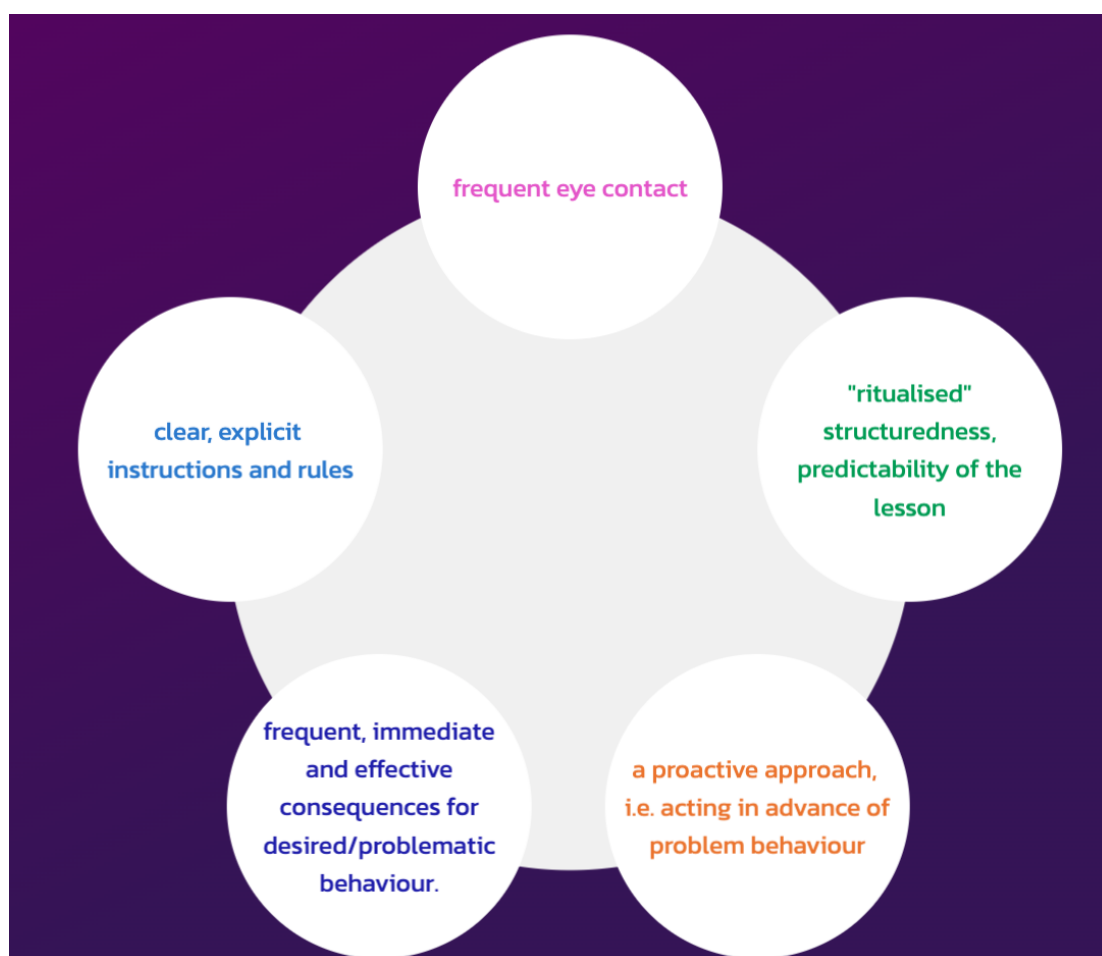 frequent eye contact
"ritualised"
structuredness,
predictability of the
lesson
a proactive approach,
i.e. acting in advance of
problem behaviour
frequent, immediate
and effective
consequences for
desired/problematic
behaviour.
clear, explicit
instructions and rules